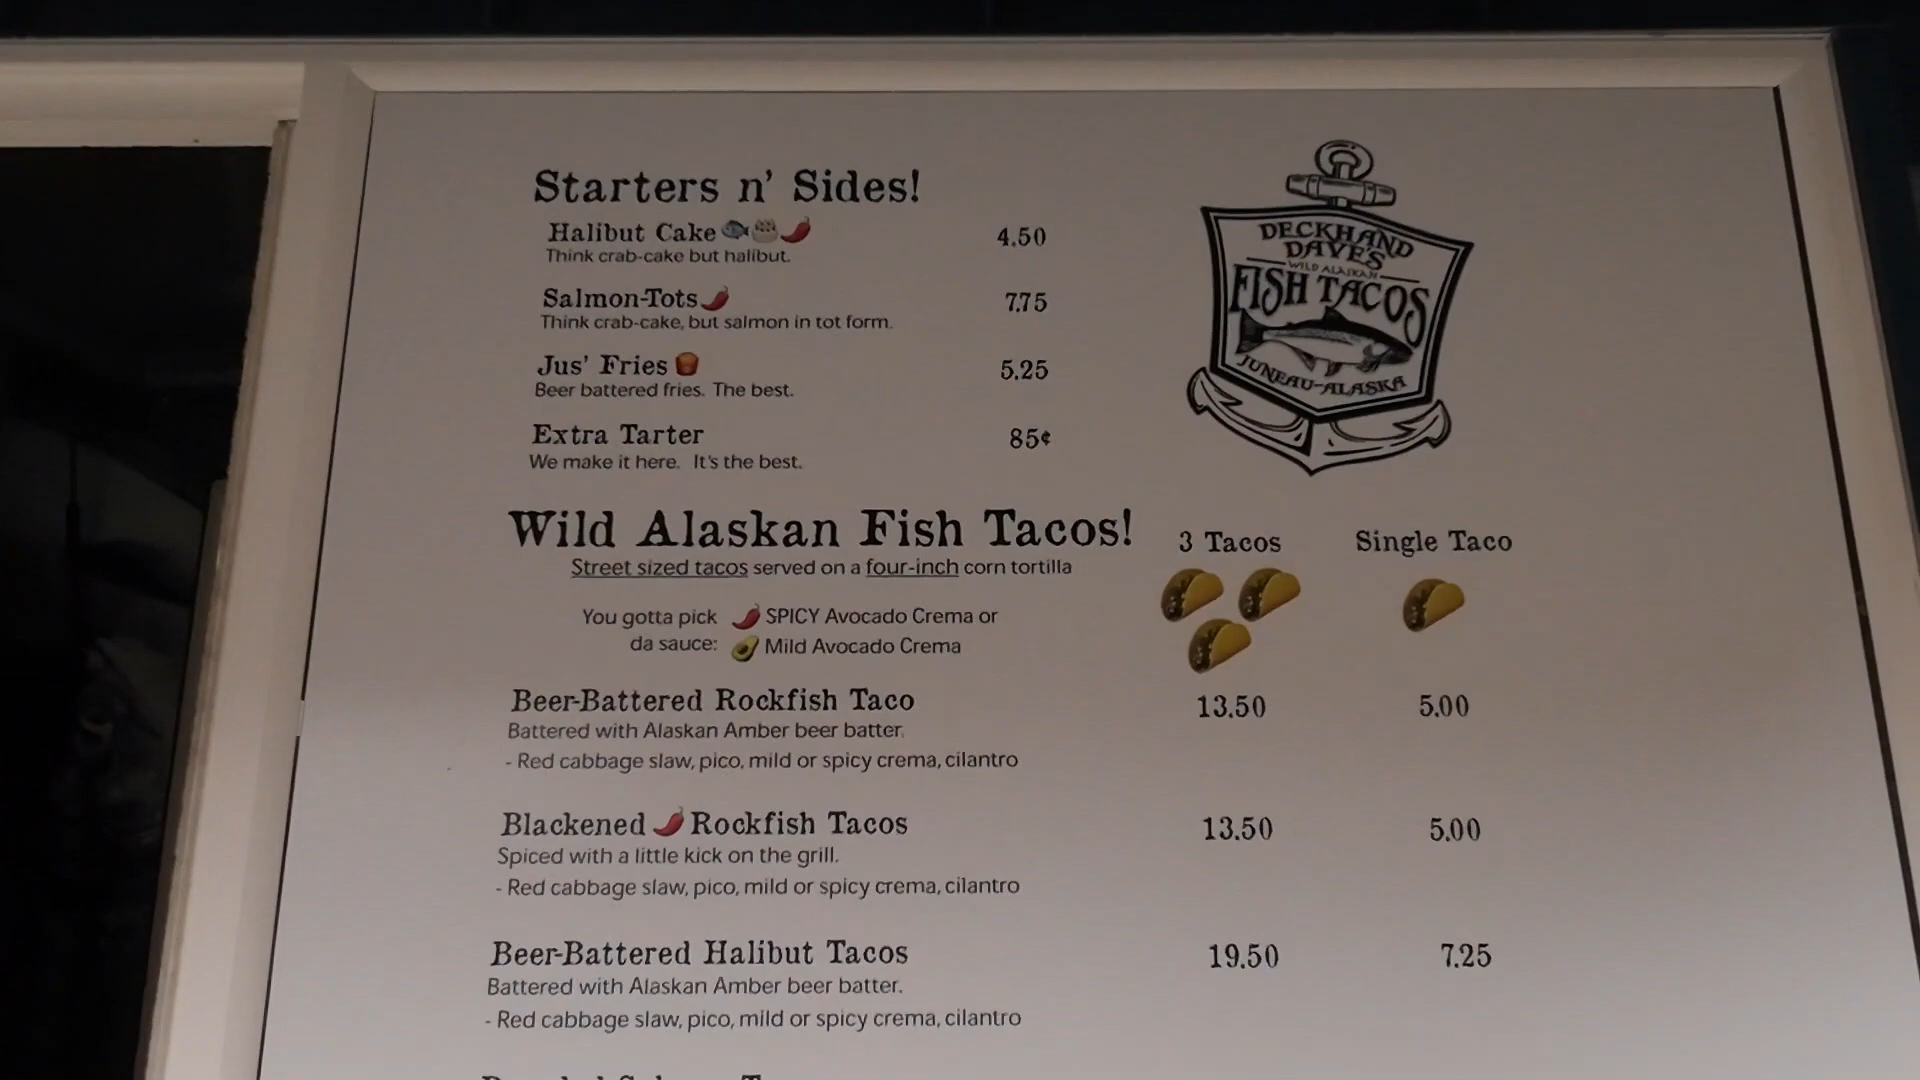 Starters n' Sides!
Halibut Cake 4.50
Think crab-cake but halibut.
Salmon-Tots 7.75
Think crab-cake, but salmon in tot form.
Jus' Fries 5.25
Beer battered fries. The best.
Extra Tarter 85¢
We make it here. It's the best.
DECKHAND
DAVE'S
WILD ALASKAN
FISH TACOS
JUNEAU-ALASKA
Wild Alaskan Fish Tacos! 3 Tacos Single Taco
Street sized tacos served on a four-inch corn tortilla
You gotta pick SPICY Avocado Crema or
da sauce: Mild Avocado Crema
Beer-Battered Rockfish Taco 13.50 5.00
Battered with Alaskan Amber beer batter.
- Red cabbage slaw, pico, mild or spicy crema, cilantro
Blackened Rockfish Tacos 13.50 5.00
Spiced with a little kick on the grill.
- Red cabbage slaw, pico, mild or spicy crema, cilantro
Beer-Battered Halibut Tacos 19.50 7.25
Battered with Alaskan Amber beer batter.
- Red cabbage slaw, pico, mild or spicy crema, cilantro